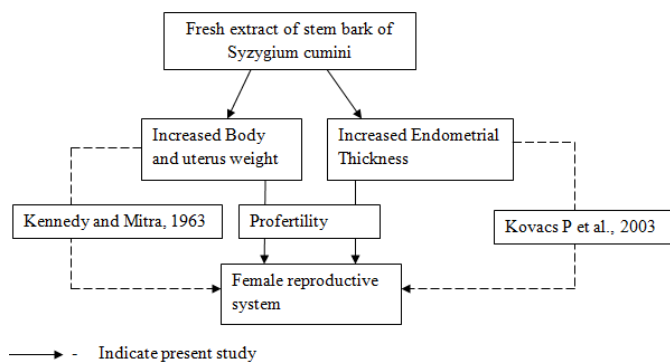 Fresh extract of stem bark of
Syzygium cumini
Increased Body
and uterus weight
Increased Endometrial
Thickness
Kennedy and Mitra, 1963
Profertility
Kovacs P et al., 2003
Female reproductive
system
- Indicate present study